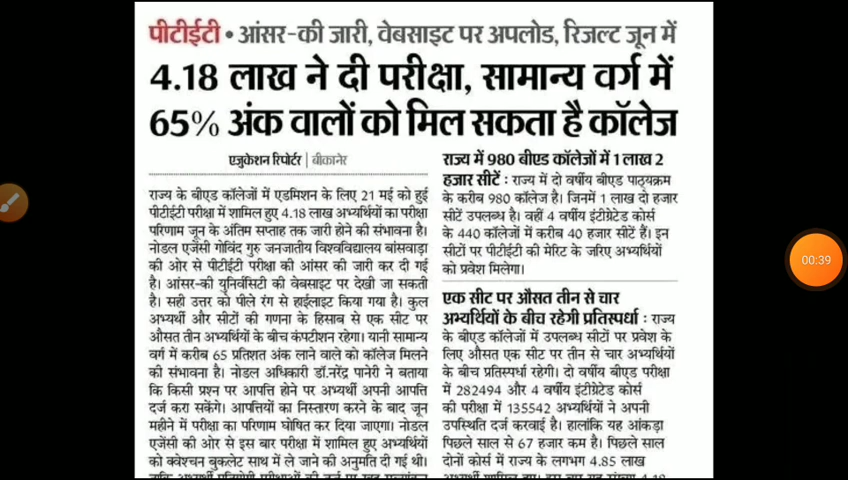 पीटीईटी • आंसर-की जारी, वेबसाइट पर अपलोड, रिजल्ट जून में
4.18 लाख ने दी परीक्षा, सामान्य वर्ग में
65% अंक वालों को मिल सकता है कॉलेज
एजुकेशन रिपोर्टर | बीकानेर
राज्य के बीएड कॉलेजों में एडमिशन के लिए 21 मई को हुई
पीटीईटी परीक्षा में शामिल हुए 4.18 लाख अभ्यर्थियों का परीक्षा
परिणाम जून के अंतिम सप्ताह तक जारी होने की संभावना है।
नोडल एजेंसी गोविंद गुरु जनजातीय विश्वविद्यालय बांसवाड़ा
की ओर से पीटीईटी परीक्षा की आंसर की जारी कर दी गई
है। आंसर-की युनिर्वसिटी की वेबसाइट पर देखी जा सकती
है। सही उत्तर को पीले रंग से हाईलाइट किया गया है। कुल
अभ्यर्थी और सीटों की गणना के हिसाब से एक सीट पर
औसत तीन अभ्यर्थियों के बीच कंपटीशन रहेगा। यानी सामान्य
वर्ग में करीब 65 प्रतिशत अंक लाने वाले को कॉलेज मिलने
की संभावना है। नोडल अधिकारी डॉ.नरेंद्र पानेरी ने बताया
कि किसी प्रश्न पर आपत्ति होने पर अभ्यर्थी अपनी आपत्ति
दर्ज करा सकेंगे। आपत्तियों का निस्तारण करने के बाद जून
महीने में परीक्षा का परिणाम घोषित कर दिया जाएगा। नोडल
एजेंसी की ओर से इस बार परीक्षा में शामिल हुए अभ्यर्थियों
को क्वेश्चन बुकलेट साथ में ले जाने की अनुमति दी गई थी।
राज्य में 980 बीएड कॉलेजों में 1 लाख 2
हजार सीटें : राज्य में दो वर्षीय बीएड पाठ्यक्रम
के करीब 980 कॉलेज है। जिनमें 1 लाख दो हजार
सीटें उपलब्ध है। वहीं 4 वर्षीय इंटीग्रेटेड कोर्स
के 440 कॉलेजों में करीब 40 हजार सीटें हैं। इन
सीटों पर पीटीईटी की मेरिट के जरिए अभ्यर्थियों
को प्रवेश मिलेगा।
एक सीट पर औसत तीन से चार
अभ्यर्थियों के बीच रहेगी प्रतिस्पर्धा : राज्य
के बीएड कॉलेजों में उपलब्ध सीटों पर प्रवेश के
लिए औसत एक सीट पर तीन से चार अभ्यर्थियों
के बीच प्रतिस्पर्धा रहेगी। दो वर्षीय बीएड परीक्षा
में 282494 और 4 वर्षीय इंटीग्रेटेड कोर्स
की परीक्षा में 135542 अभ्यर्थियों ने अपनी
उपस्थिति दर्ज करवाई है। हालांकि यह आंकड़ा
पिछले साल से 67 हजार कम है। पिछले साल
दोनों कोर्स में राज्य के लगभग 4.85 लाख
00:39